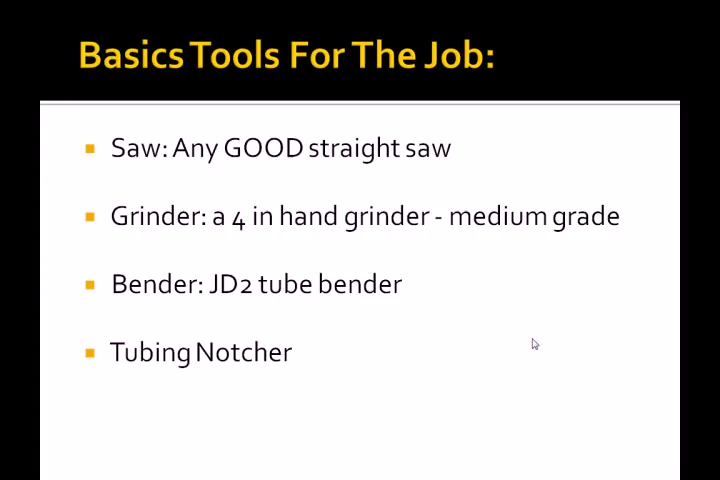 Basics Tools For The Job:
Saw: Any GOOD straight saw
Grinder: a 4 in hand grinder - medium grade
Bender: JD2 tube bender
Tubing Notcher